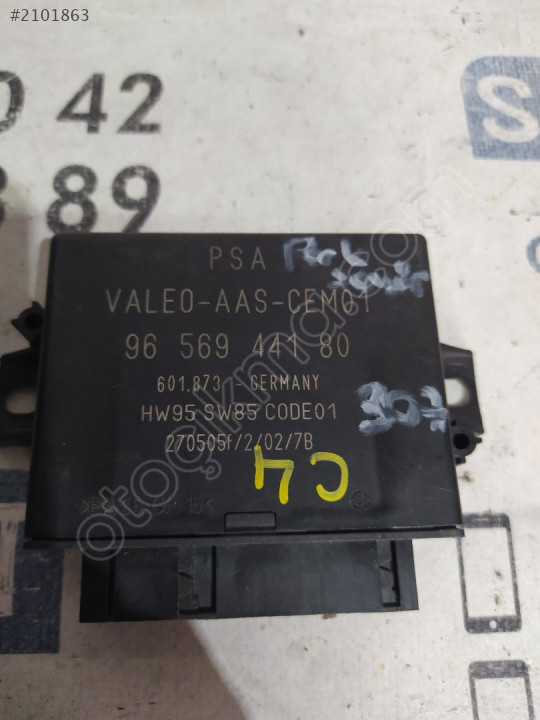 #2101863
0 42
89
S
PSA
VALEO-AAS-CEM01
96 569 441 80
601.873 - GERMANY
307
HW95 SW85 CODE01
270505f/2/02/7B
C4
otoçıkma.com